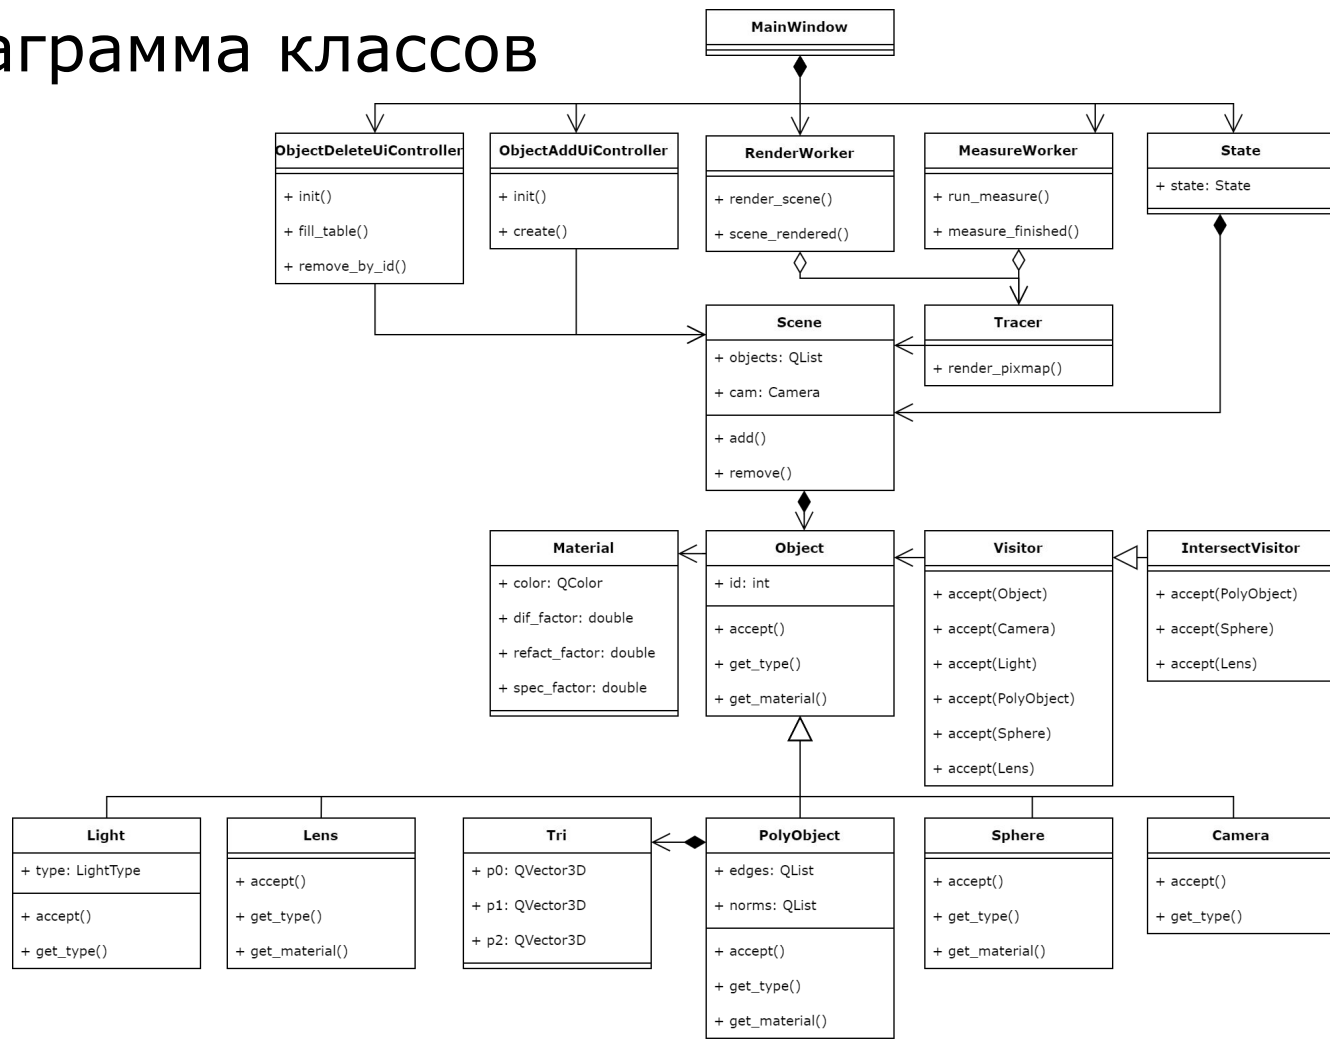 аграмма классов
MainWindow
ObjectDeleteUiController
+ init()
+ fill_table()
+ remove_by_id()
ObjectAddUiController
+ init()
+ create()
RenderWorker
+ render_scene()
+ scene_rendered()
MeasureWorker
+ run_measure()
+ measure_finished()
State
+ state: State
Scene
+ objects: QList
+ cam: Camera
+ add()
+ remove()
Tracer
+ render_pixmap()
Material
+ color: QColor
+ dif_factor: double
+ refact_factor: double
+ spec_factor: double
Object
+ id: int
+ accept()
+ get_type()
+ get_material()
Visitor
+ accept(Object)
+ accept(Camera)
+ accept(Light)
+ accept(PolyObject)
+ accept(Sphere)
+ accept(Lens)
IntersectVisitor
+ accept(PolyObject)
+ accept(Sphere)
+ accept(Lens)
Light
+ type: LightType
+ accept()
+ get_type()
Lens
+ accept()
+ get_type()
+ get_material()
Tri
+ p0: QVector3D
+ p1: QVector3D
+ p2: QVector3D
PolyObject
+ edges: QList
+ norms: QList
+ accept()
+ get_type()
+ get_material()
Sphere
+ accept()
+ get_type()
+ get_material()
Camera
+ accept()
+ get_type()